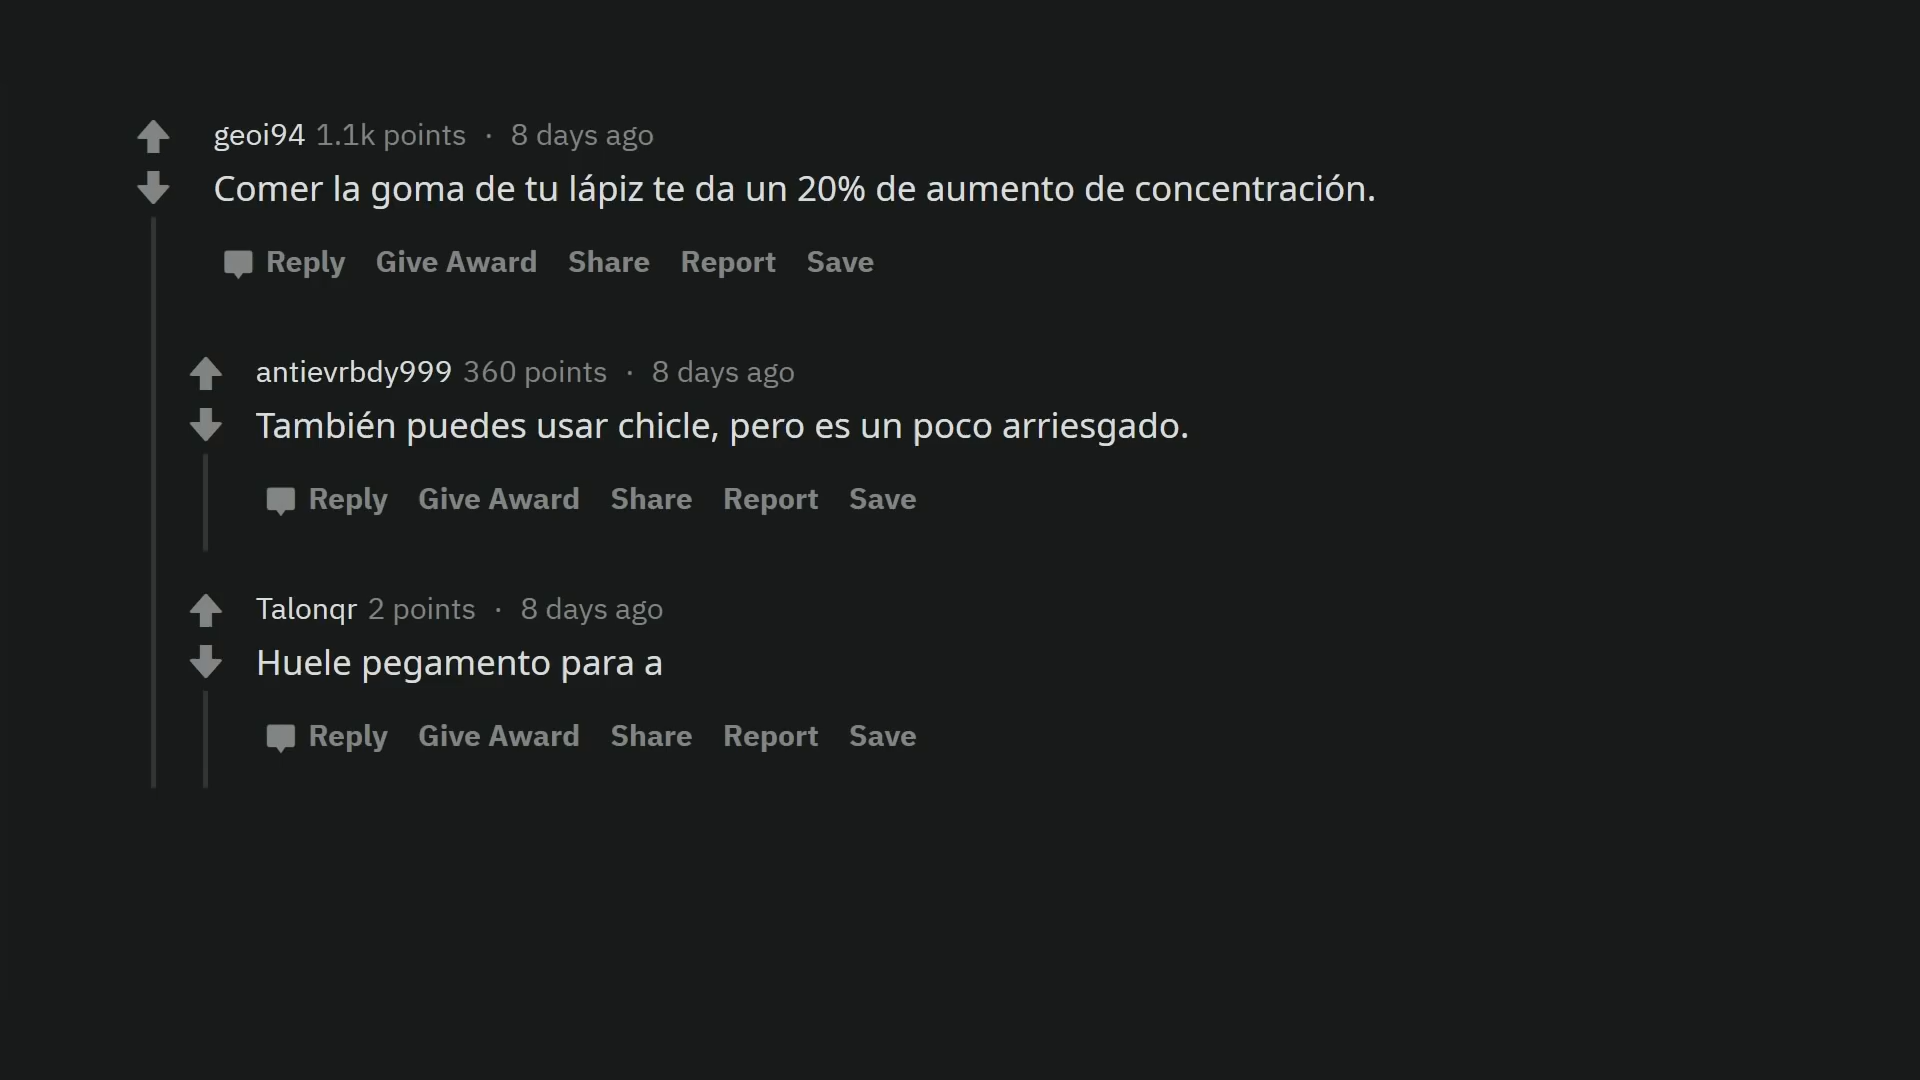 geoi94 1.1k points · 8 days ago
Comer la goma de tu lápiz te da un 20% de aumento de concentración.
Reply Give Award Share Report Save
antievrbdy999 360 points · 8 days ago
También puedes usar chicle, pero es un poco arriesgado.
Reply Give Award Share Report Save
Talonqr 2 points · 8 days ago
Huele pegamento para a
Reply Give Award Share Report Save